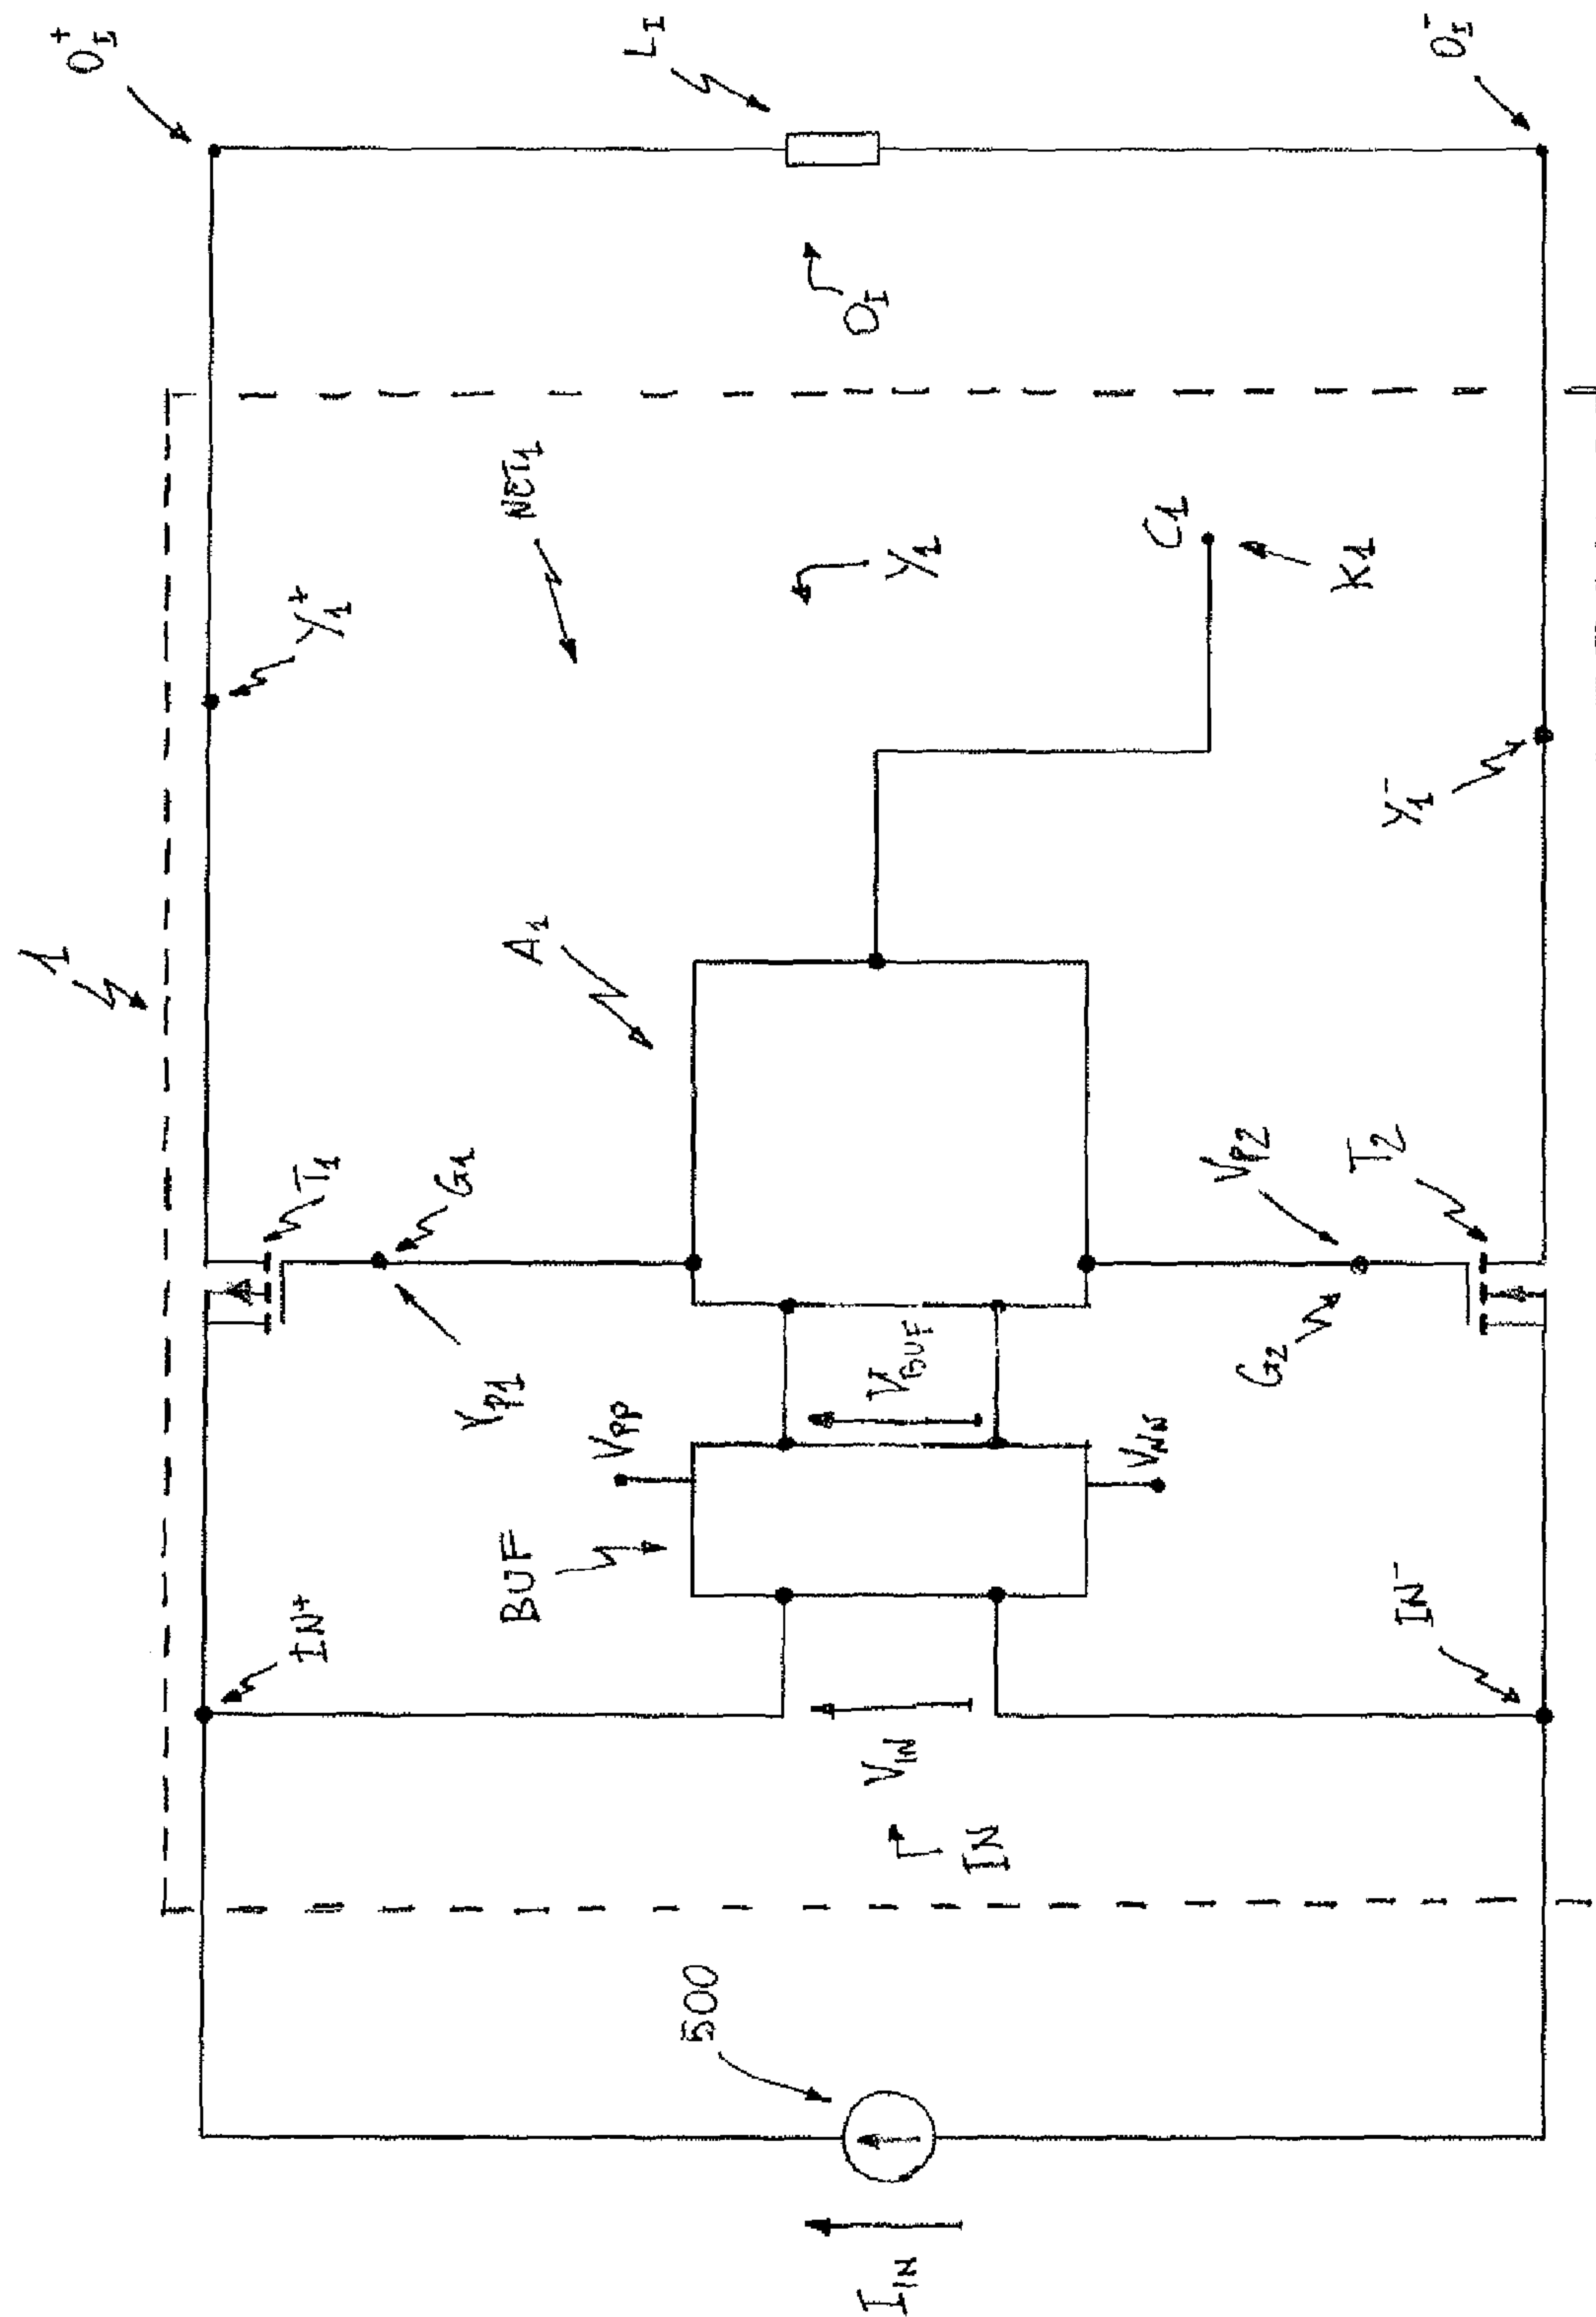 1
O_I^+
IN^+
T_1
Y_1^+
G_1
V_P1
BUF
A_1
NET_1
V_PP
L_I
500
I_IN
V_IN
V_BUF
Y_1
O_I
IN
V_NN
C_1
V_P2
G_2
K1
T_2
IN^-
Y_1^-
O_I^-